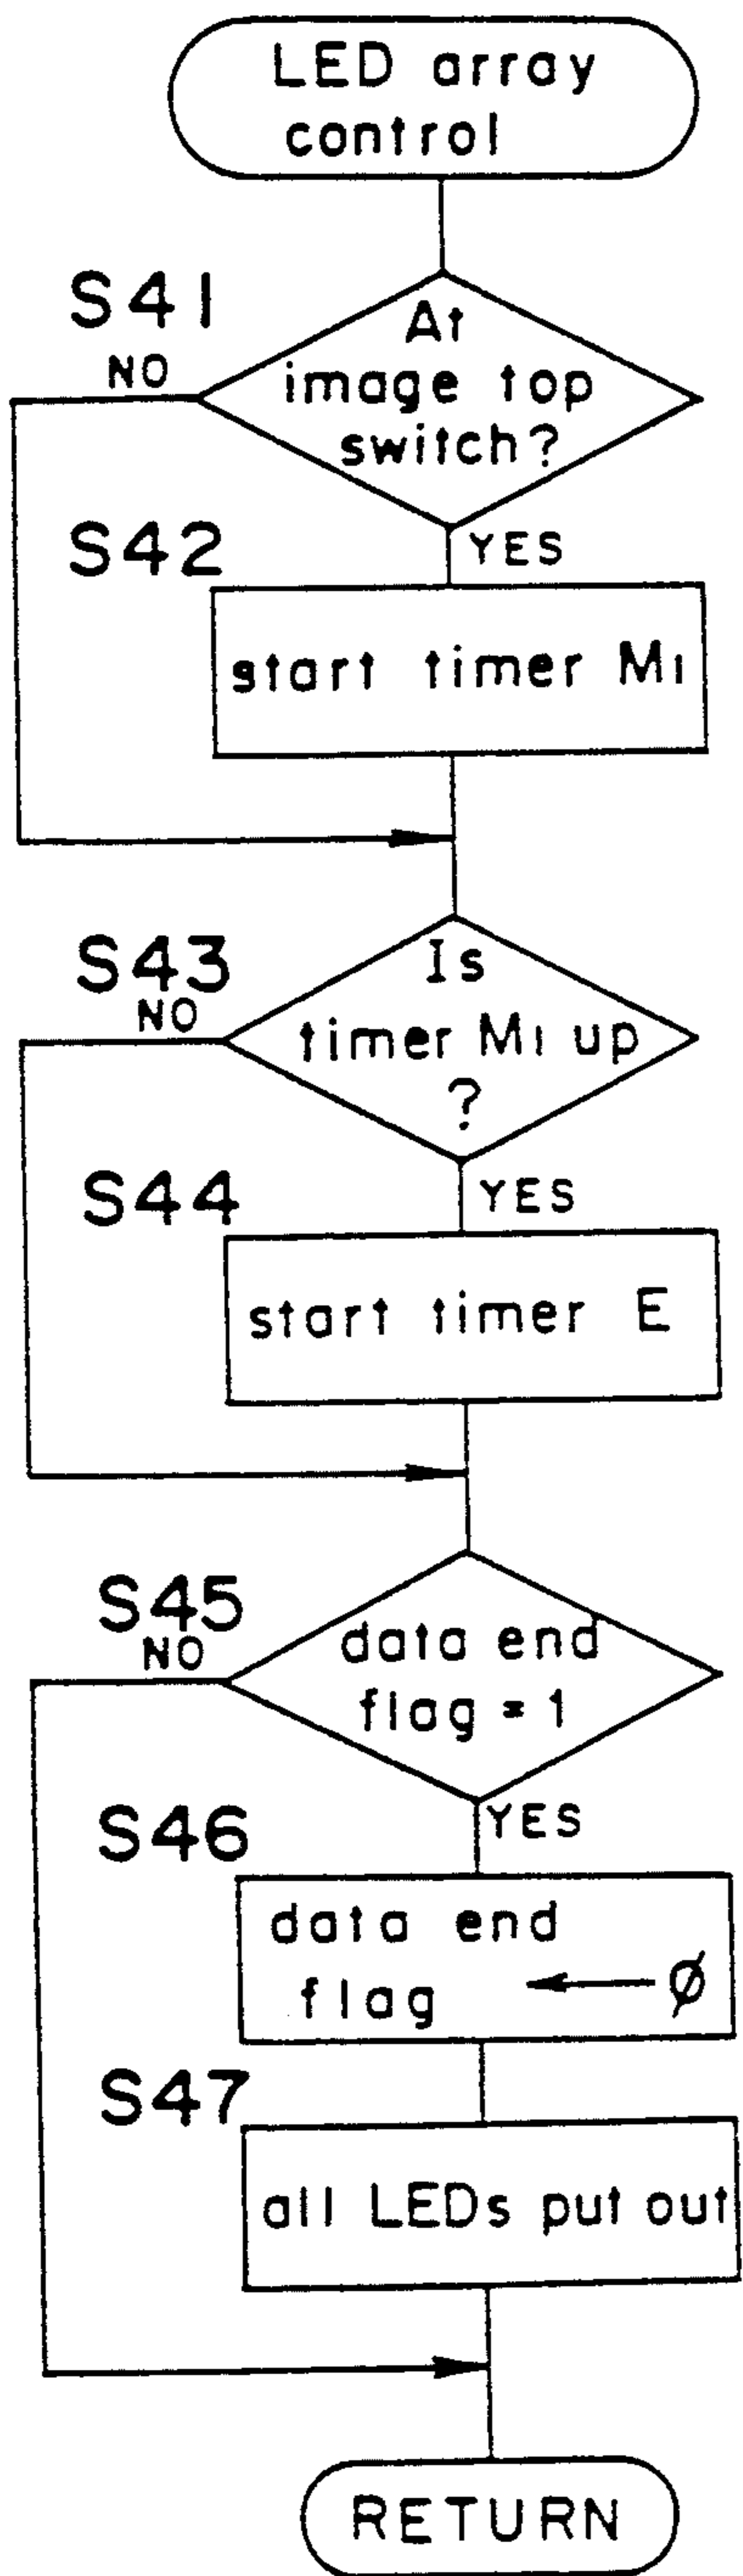 LED array
control
S41
NO
At
image top
switch?
S42
YES
start timer M1
S43
NO
Is
timer M1 up
?
S44
YES
start timer E
S45
NO
data end
flag = 1
S46
YES
data end
flag ← ∅
S47
all LEDs put out
RETURN